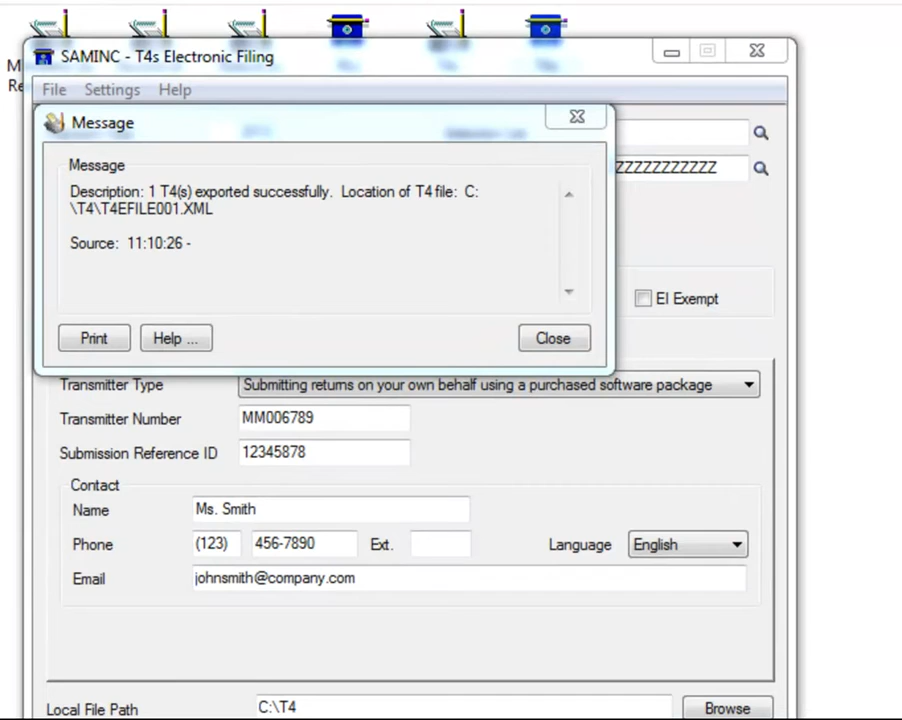 SAMINC - T4s Electronic Filing
File Settings Help
Message
Message
Description: 1 T4(s) exported successfully. Location of T4 file: C:
\T4\T4EFILE001.XML
Source: 11:10:26 -
Print Help ... Close
ZZZZZZZZZZZ
EI Exempt
Transmitter Type Submitting returns on your own behalf using a purchased software package
Transmitter Number MM006789
Submission Reference ID 12345878
Contact
Name Ms. Smith
Phone (123) 456-7890 Ext. Language English
Email johnsmith@company.com
Local File Path C:\T4 Browse